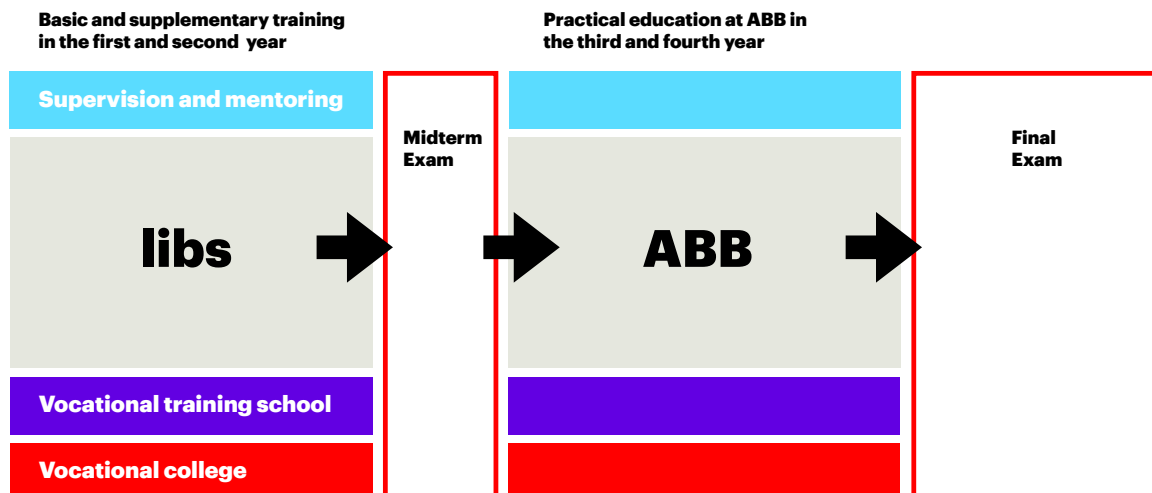 Basic and supplementary training
in the first and second year
Practical education at ABB in
the third and fourth year
Supervision and mentoring
Midterm
Exam
Final
Exam
libs
ABB
Vocational training school
Vocational college